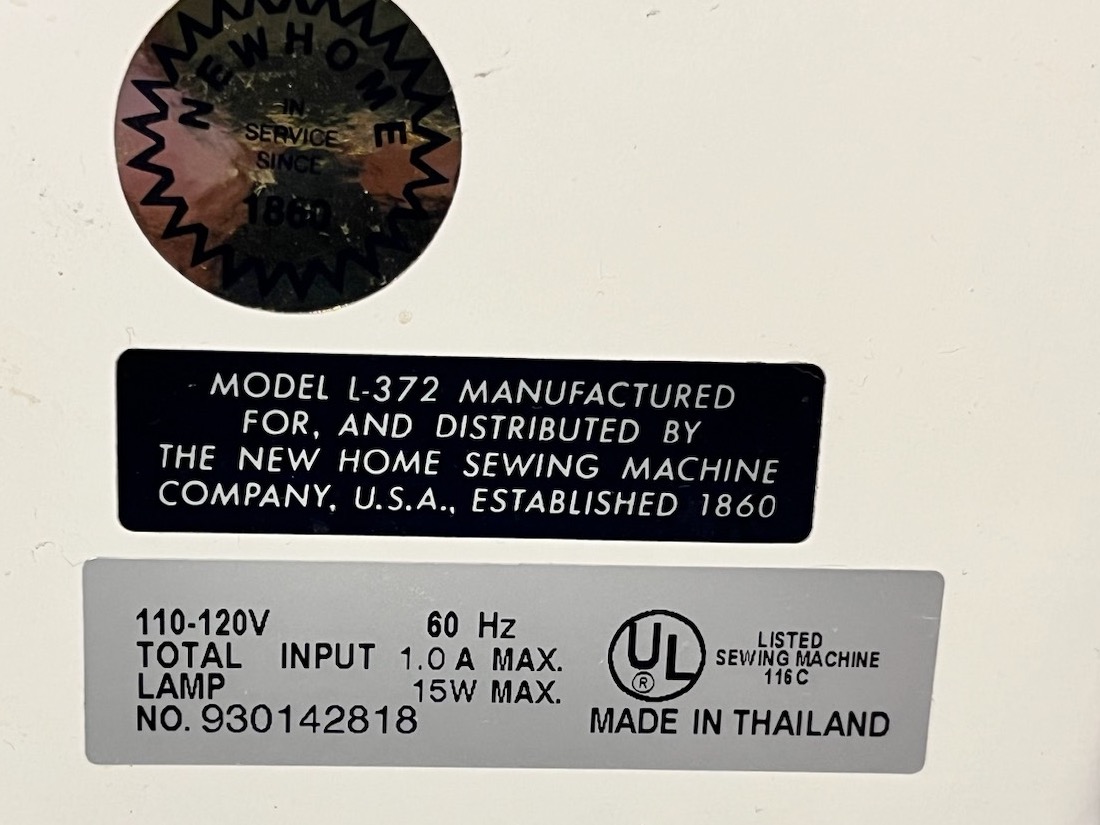 NEW HOME
IN
SERVICE
SINCE
1860
MODEL L-372 MANUFACTURED
FOR, AND DISTRIBUTED BY
THE NEW HOME SEWING MACHINE
COMPANY, U.S.A., ESTABLISHED 1860
110-120V 60 Hz
TOTAL INPUT 1.0 A MAX.
LAMP 15W MAX.
NO. 930142818
UL ®
LISTED
SEWING MACHINE
116 C
MADE IN THAILAND